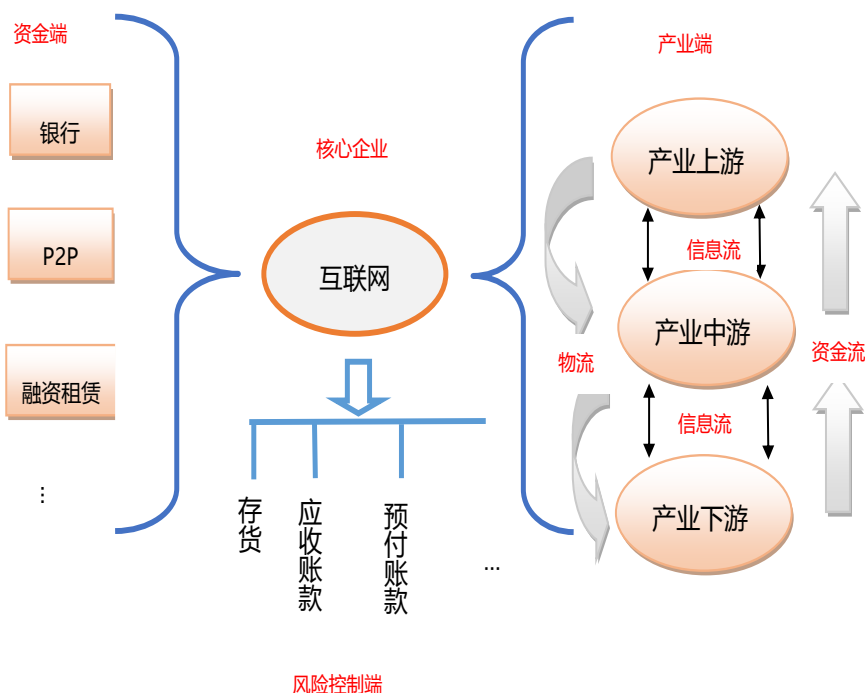 资金端
银行
P2P
融资租赁
...
核心企业
互联网
存货
应收账款
预付账款
...
风险控制端
产业端
产业上游
信息流
产业中游
物流
资金流
信息流
产业下游